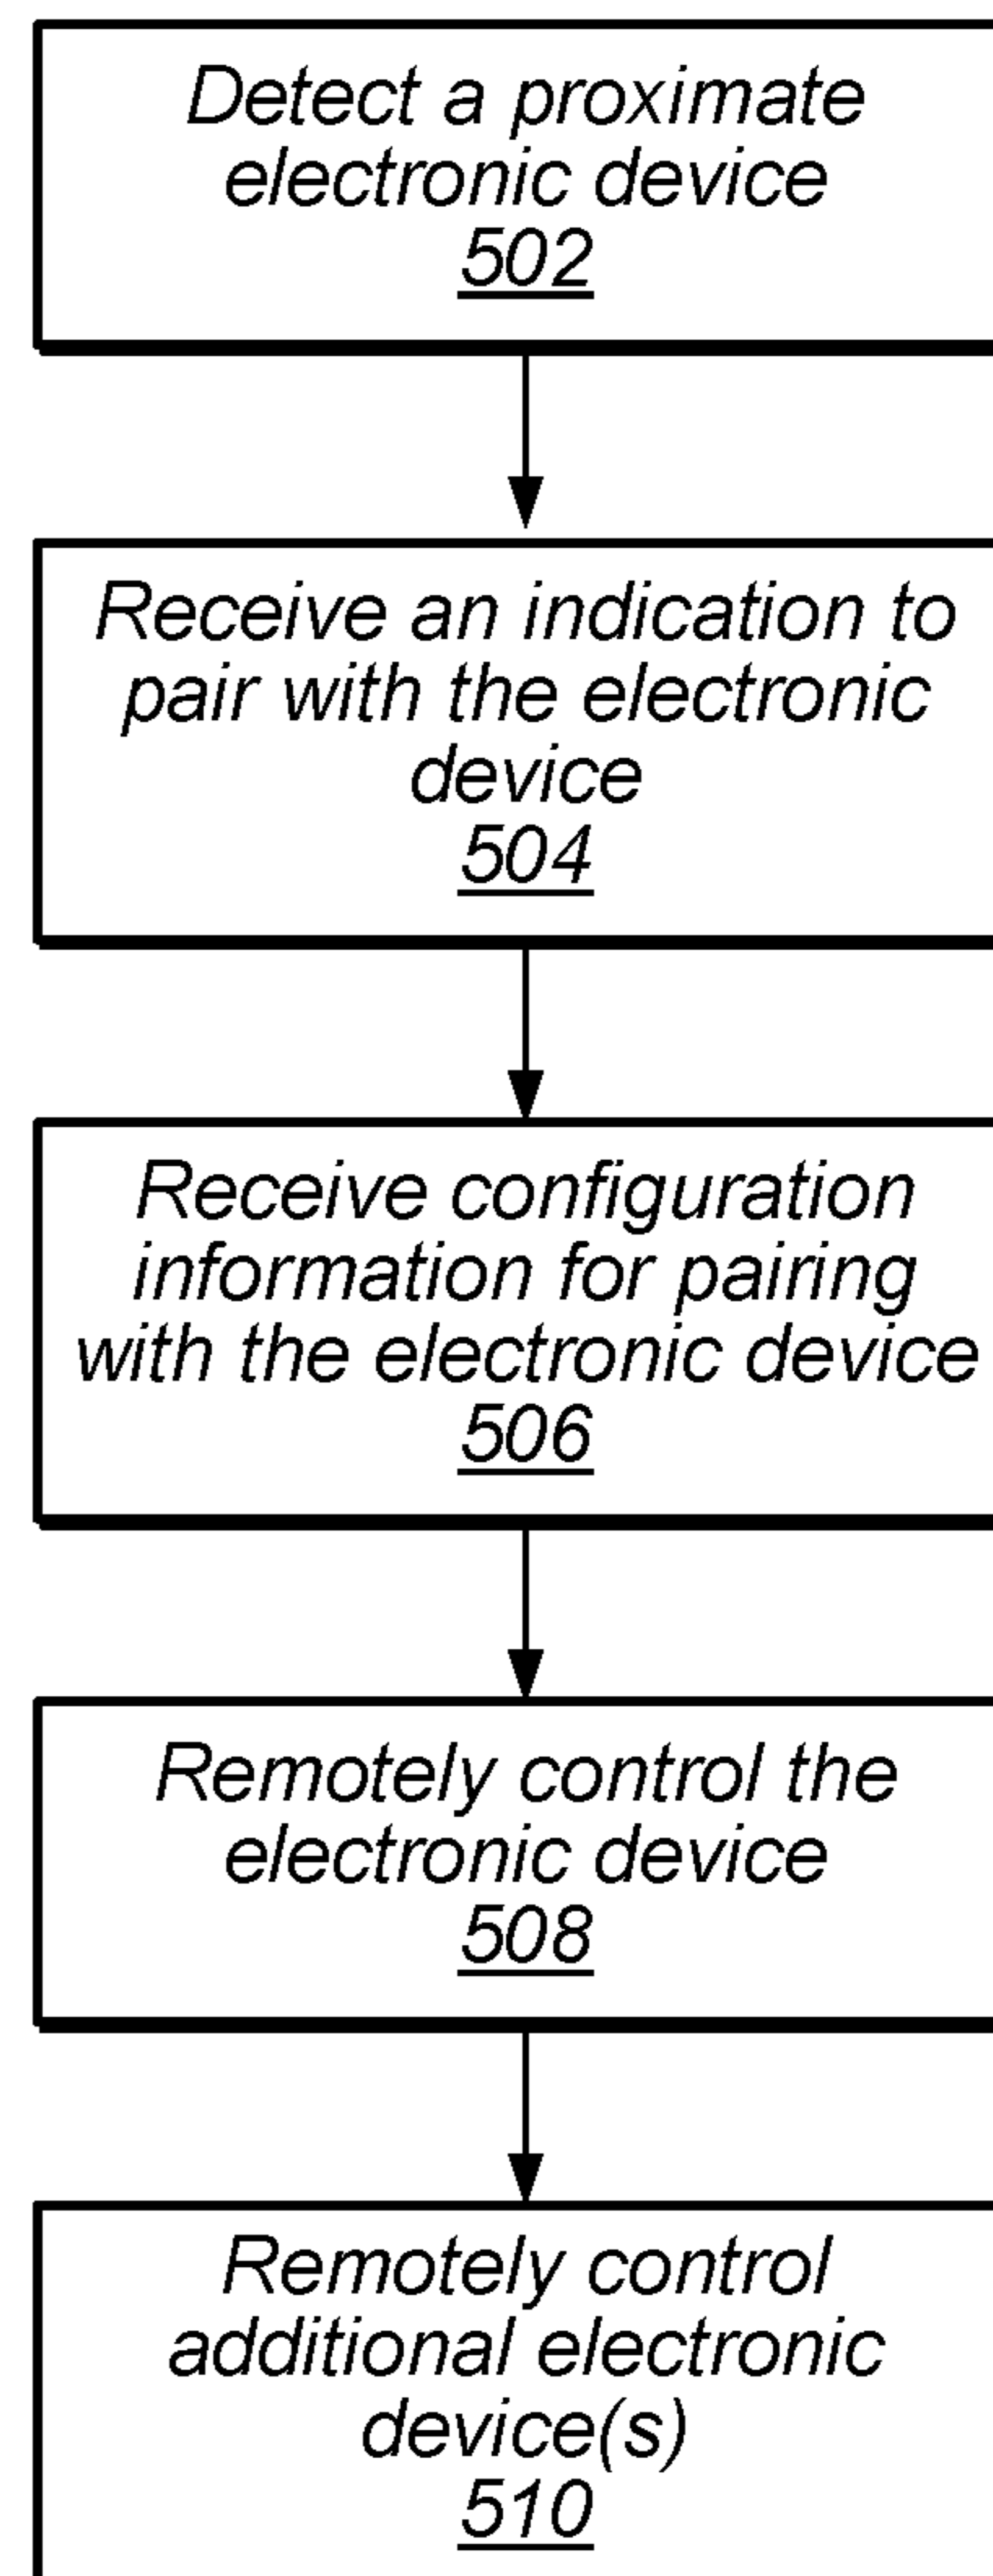 Detect a proximate
electronic device
502
Receive an indication to
pair with the electronic
device
504
Receive configuration
information for pairing
with the electronic device
506
Remotely control the
electronic device
508
Remotely control
additional electronic
device(s)
510